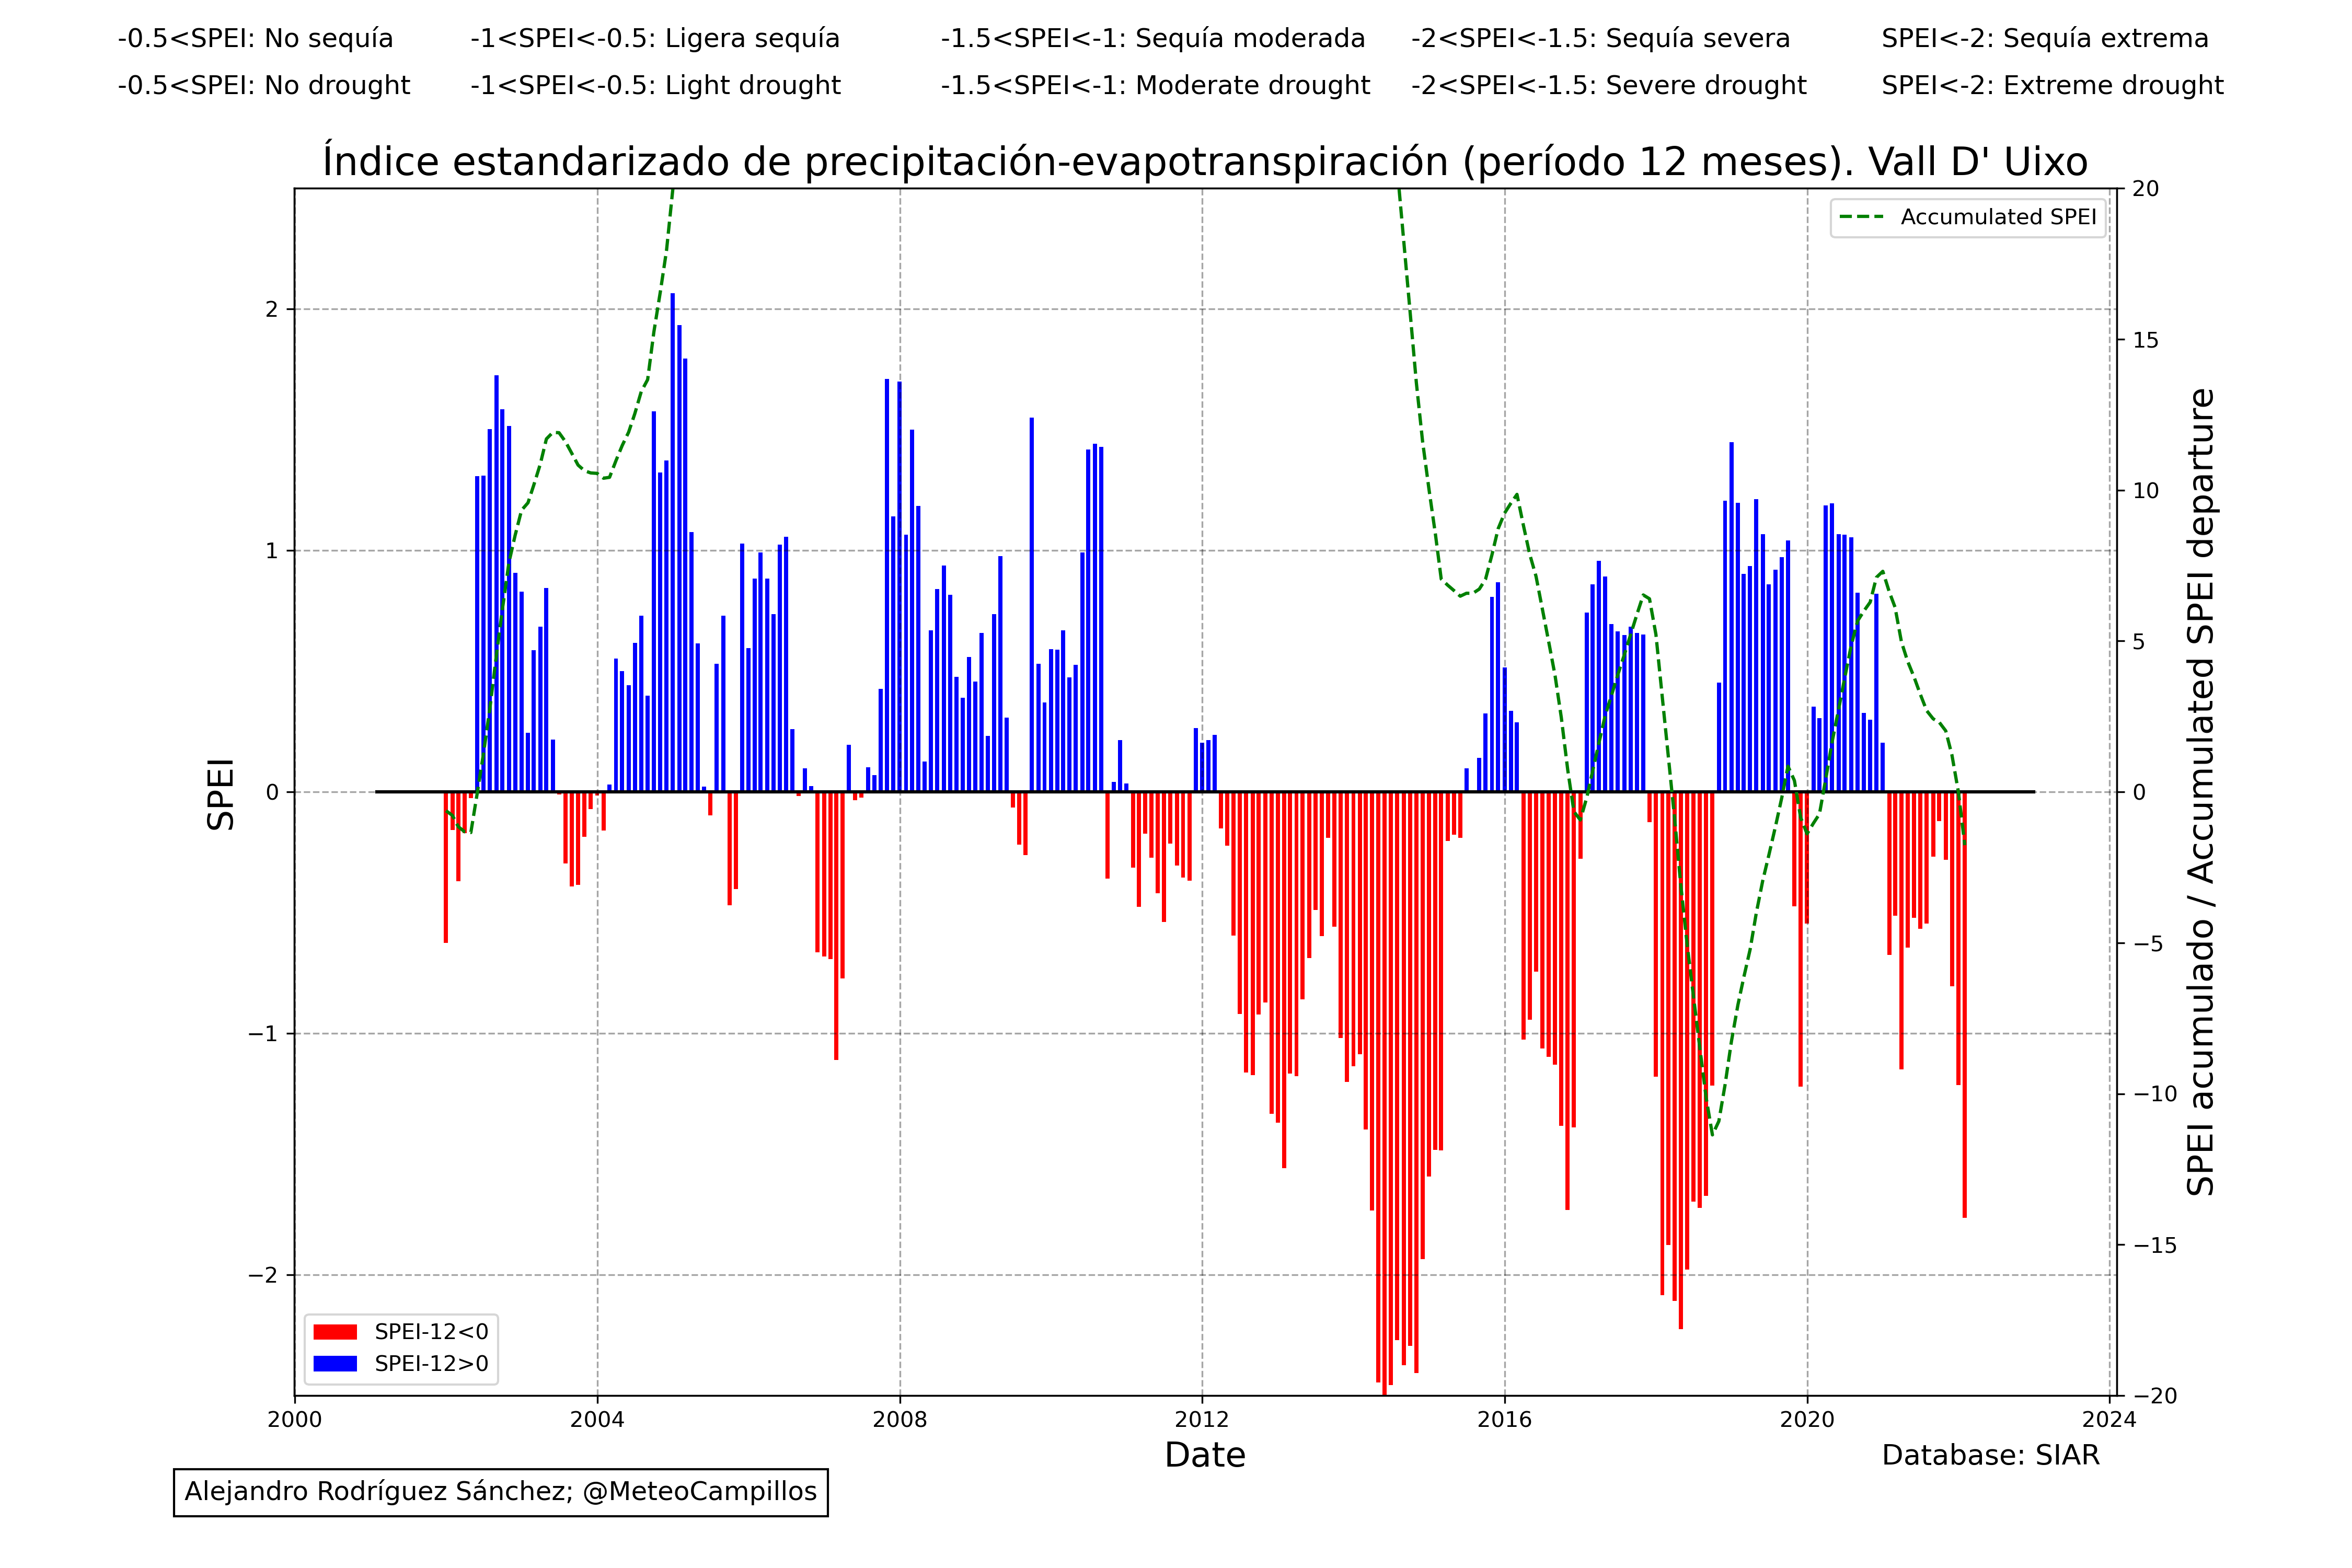 -0.5<SPEI: No sequía -1<SPEI<-0.5: Ligera sequía -1.5<SPEI<-1: Sequía moderada -2<SPEI<-1.5: Sequía severa SPEI<-2: Sequía extrema
-0.5<SPEI: No drought -1<SPEI<-0.5: Light drought -1.5<SPEI<-1: Moderate drought -2<SPEI<-1.5: Severe drought SPEI<-2: Extreme drought
Índice estandarizado de precipitación-evapotranspiración (período 12 meses). Vall D' Uixo
Accumulated SPEI
SPEI
2
1
0
−1
−2
20
15
10
5
0
−5
−10
−15
−20
SPEI acumulado / Accumulated SPEI departure
SPEI-12<0
SPEI-12>0
2000 2004 2008 2012 2016 2020 2024
Date
Database: SIAR
Alejandro Rodríguez Sánchez; @MeteoCampillos